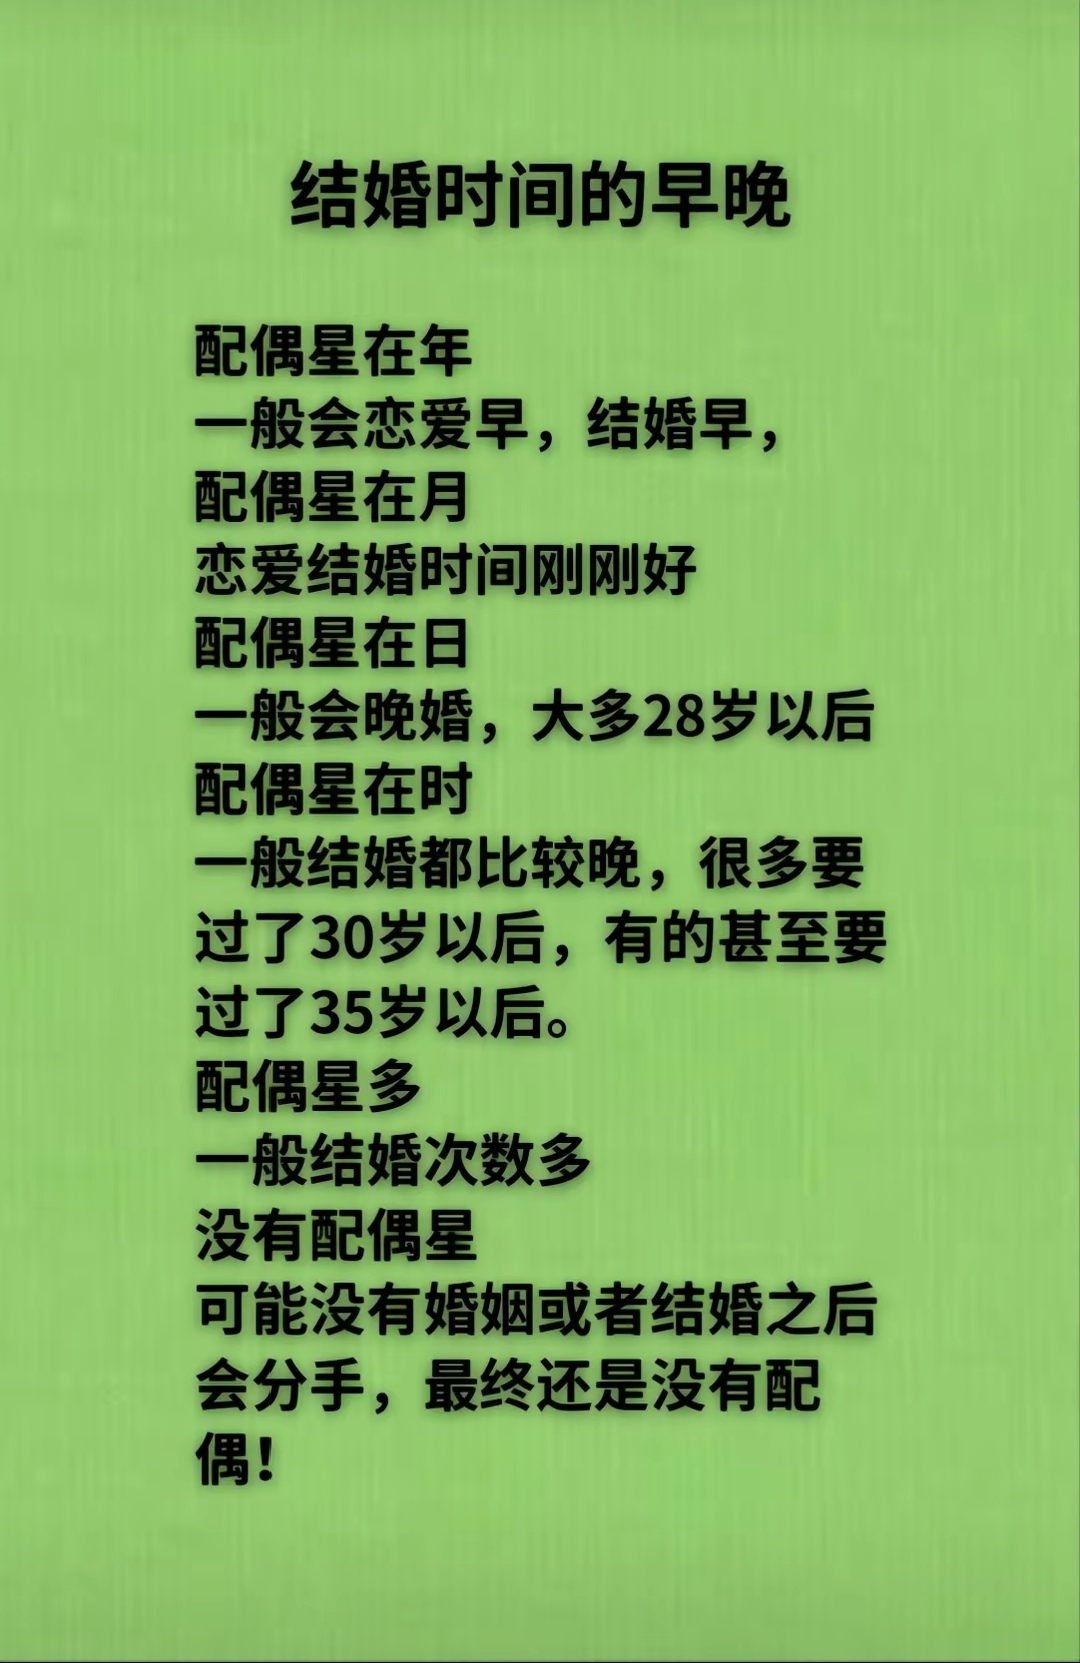 结婚时间的早晚
配偶星在年
一般会恋爱早，结婚早，
配偶星在月
恋爱结婚时间刚刚好
配偶星在日
一般会晚婚，大多28岁以后
配偶星在时
一般结婚都比较晚，很多要
过了30岁以后，有的甚至要
过了35岁以后。
配偶星多
一般结婚次数多
没有配偶星
可能没有婚姻或者结婚之后
会分手，最终还是没有配
偶！